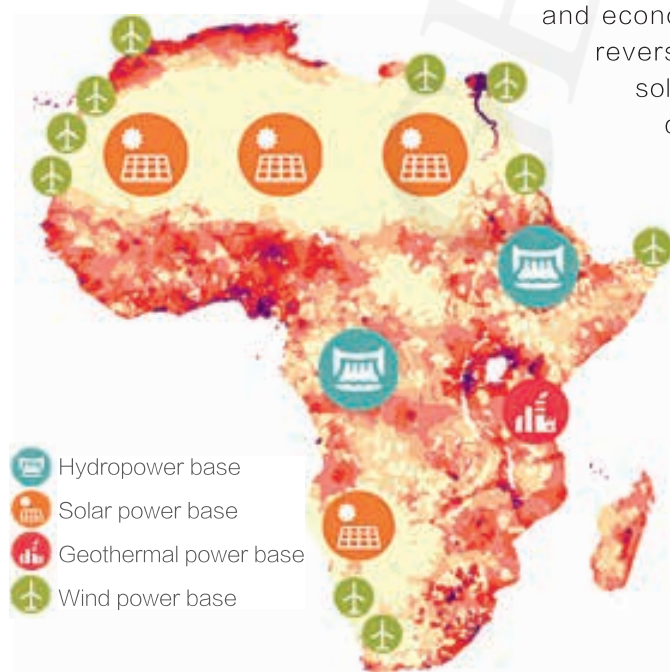 and econo
revers
sol
Hydropower base
Solar power base
Geothermal power base
Wind power base